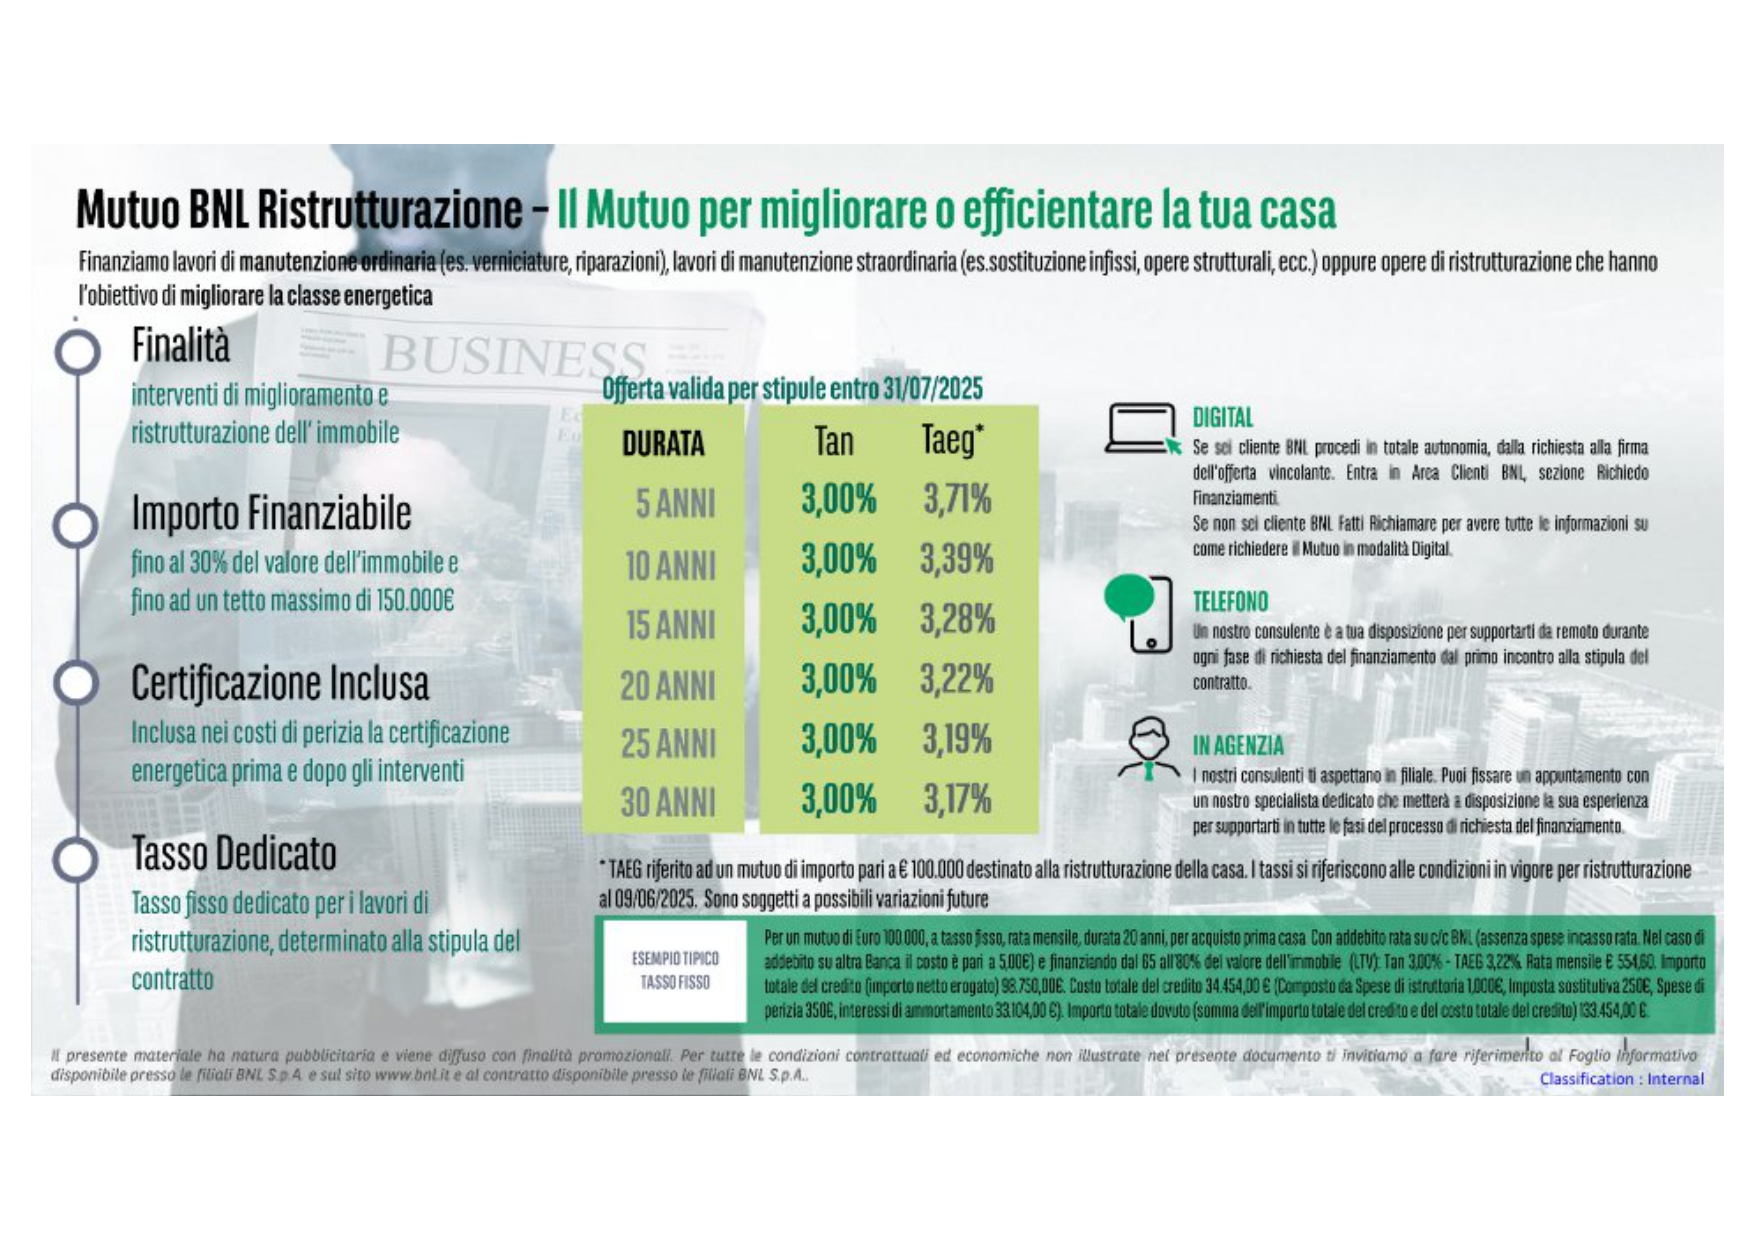 Mutuo BNL Ristrutturazione – Il Mutuo per migliorare o efficientare la tua casa
Finanziamo lavori di manutenzione ordinaria (es. verniciature, riparazioni), lavori di manutenzione straordinaria (es.sostituzione infissi, opere strutturali, ecc.) oppure opere di ristrutturazione che hanno
l'obiettivo di migliorare la classe energetica
Finalità
interventi di miglioramento e
ristrutturazione dell' immobile
Importo Finanziabile
fino al 30% del valore dell'immobile e
fino ad un tetto massimo di 150.000€
Certificazione Inclusa
Inclusa nei costi di perizia la certificazione
energetica prima e dopo gli interventi
Tasso Dedicato
Tasso fisso dedicato per i lavori di
ristrutturazione, determinato alla stipula del
contratto
BUSINESS
Offerta valida per stipule entro 31/07/2025
DURATA Tan Taeg*
5 ANNI 3,00% 3,71%
10 ANNI 3,00% 3,39%
15 ANNI 3,00% 3,28%
20 ANNI 3,00% 3,22%
25 ANNI 3,00% 3,19%
30 ANNI 3,00% 3,17%
DIGITAL
Se sei cliente BNL procedi in totale autonomia, dalla richiesta alla firma
dell'offerta vincolante. Entra in Area Clienti BNL, sezione Richiedo
Finanziamenti.
Se non sei cliente BNL Fatti Richiamare per avere tutte le informazioni su
come richiedere il Mutuo in modalità Digital.
TELEFONO
Un nostro consulente è a tua disposizione per supportarti da remoto durante
ogni fase di richiesta del finanziamento dal primo incontro alla stipula del
contratto.
IN AGENZIA
I nostri consulenti ti aspettano in filiale. Puoi fissare un appuntamento con
un nostro specialista dedicato che metterà a disposizione la sua esperienza
per supportarti in tutte le fasi del processo di richiesta del finanziamento.
* TAEG riferito ad un mutuo di importo pari a € 100.000 destinato alla ristrutturazione della casa. I tassi si riferiscono alle condizioni in vigore per ristrutturazione
al 09/06/2025. Sono soggetti a possibili variazioni future
ESEMPIO TIPICO
TASSO FISSO
Per un mutuo di Euro 100.000, a tasso fisso, rata mensile, durata 20 anni, per acquisto prima casa. Con addebito rata su c/c BNL (assenza spese incasso rata. Nel caso di
addebito su altra Banca il costo è pari a 5,00€) e finanziando dal 65 all'80% del valore dell'immobile (LTV): Tan 3,00% - TAEG 3,22%. Rata mensile € 554,60. Importo
totale del credito (importo netto erogato) 98.750,00€. Costo totale del credito 34.454,00 € (Composto da Spese di istruttoria 1.000€, Imposta sostitutiva 250€, Spese di
perizia 350€, interessi di ammortamento 33.104,00 €). Importo totale dovuto (somma dell'importo totale del credito e del costo totale del credito) 133.454,00 €.
Il presente materiale ha natura pubblicitaria e viene diffuso con finalità promozionali. Per tutte le condizioni contrattuali ed economiche non illustrate nel presente documento ti invitiamo a fare riferimento al Foglio Informativo
disponibile presso le filiali BNL S.p.A. e sul sito www.bnl.it e al contratto disponibile presso le filiali BNL S.p.A..
Classification : Internal